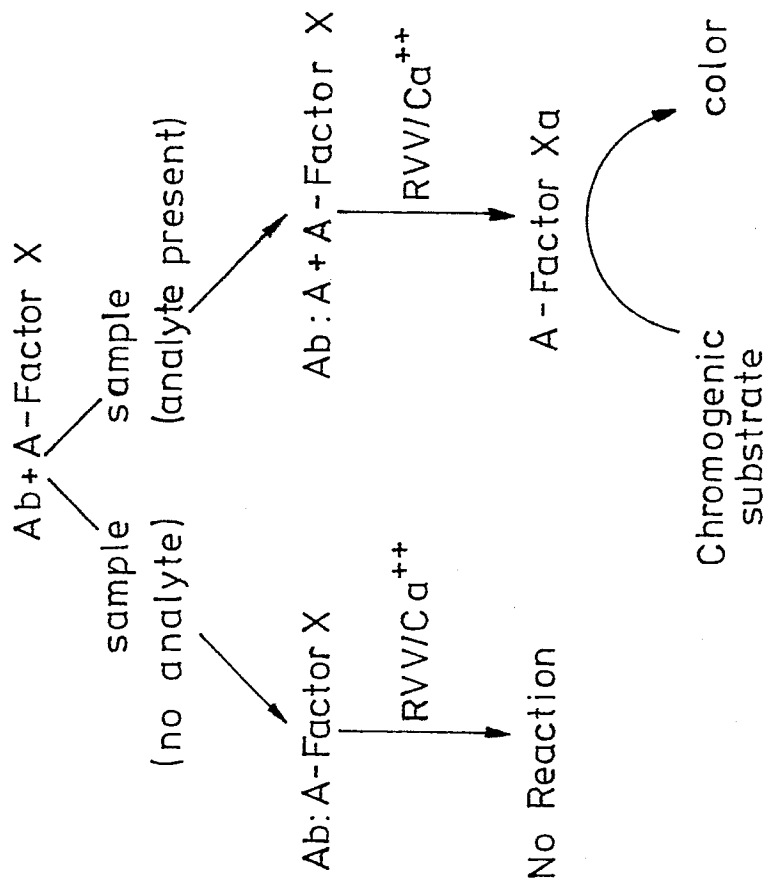 Ab + A-Factor X
sample
(no analyte)
sample
(analyte present)
Ab:A-Factor X
Ab : A + A-Factor X
RVV/Ca++
RVV/Ca++
No Reaction
A-Factor Xa
Chromogenic
substrate
color